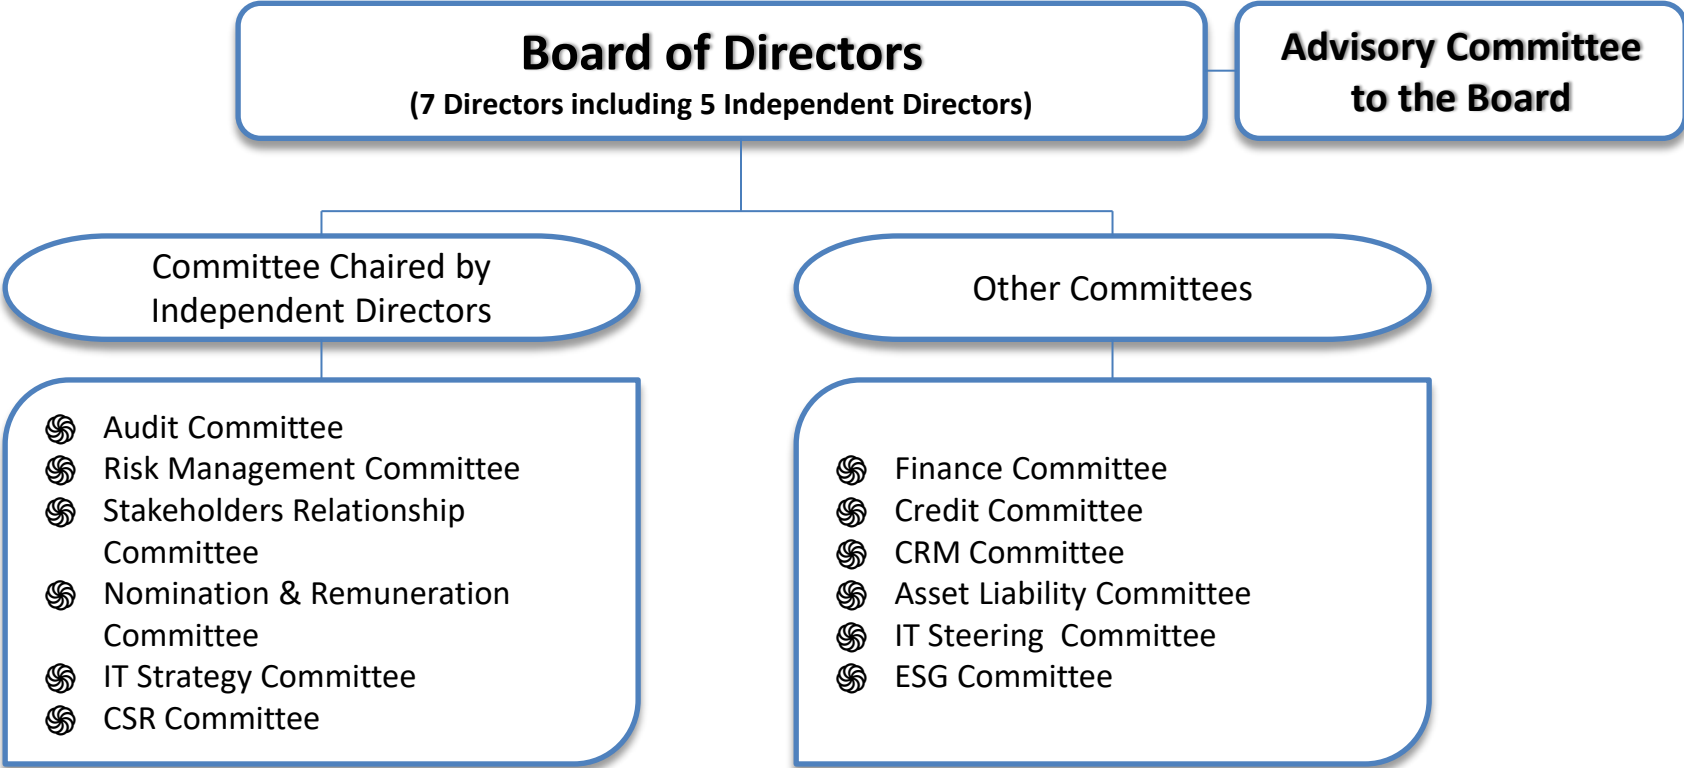 Board of Directors
(7 Directors including 5 Independent Directors)
Advisory Committee
to the Board
Committee Chaired by
Independent Directors
Other Committees
Audit Committee
Risk Management Committee
Stakeholders Relationship
Committee
Nomination & Remuneration
Committee
IT Strategy Committee
CSR Committee
Finance Committee
Credit Committee
CRM Committee
Asset Liability Committee
IT Steering  Committee
ESG Committee